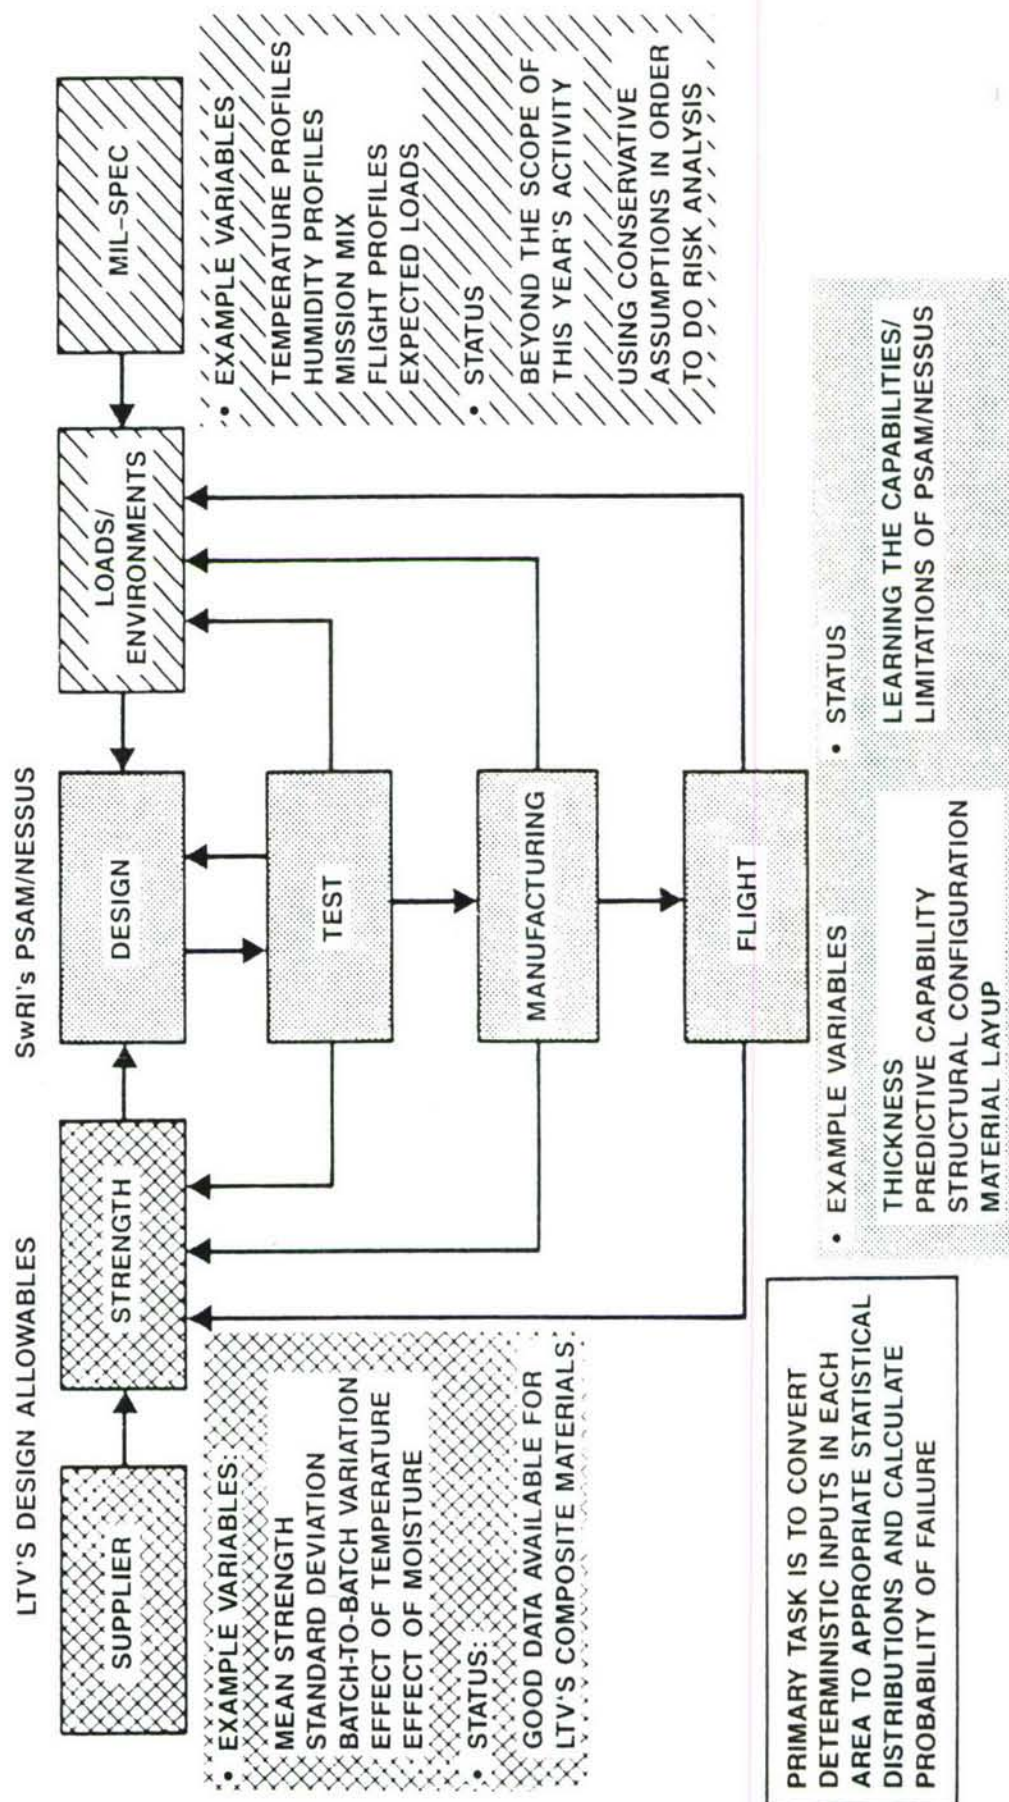 LTV'S DESIGN ALLOWABLES
SwRI's PSAM/NESSUS
SUPPLIER
STRENGTH
DESIGN
LOADS/
ENVIRONMENTS
MIL-SPEC
TEST
MANUFACTURING
FLIGHT
• EXAMPLE VARIABLES:
MEAN STRENGTH
STANDARD DEVIATION
BATCH-TO-BATCH VARIATION
EFFECT OF TEMPERATURE
EFFECT OF MOISTURE
• STATUS:
GOOD DATA AVAILABLE FOR
LTV'S COMPOSITE MATERIALS
• EXAMPLE VARIABLES
TEMPERATURE PROFILES
HUMIDITY PROFILES
MISSION MIX
FLIGHT PROFILES
EXPECTED LOADS
• STATUS
BEYOND THE SCOPE OF
THIS YEAR'S ACTIVITY
USING CONSERVATIVE
ASSUMPTIONS IN ORDER
TO DO RISK ANALYSIS
PRIMARY TASK IS TO CONVERT
DETERMINISTIC INPUTS IN EACH
AREA TO APPROPRIATE STATISTICAL
DISTRIBUTIONS AND CALCULATE
PROBABILITY OF FAILURE
• EXAMPLE VARIABLES
THICKNESS
PREDICTIVE CAPABILITY
STRUCTURAL CONFIGURATION
MATERIAL LAYUP
• STATUS
LEARNING THE CAPABILITIES/
LIMITATIONS OF PSAM/NESSUS